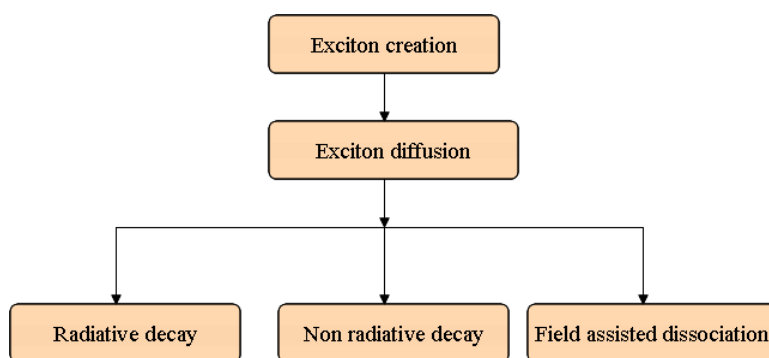 Exciton creation
Exciton diffusion
Radiative decay
Non radiative decay
Field assisted dissociation